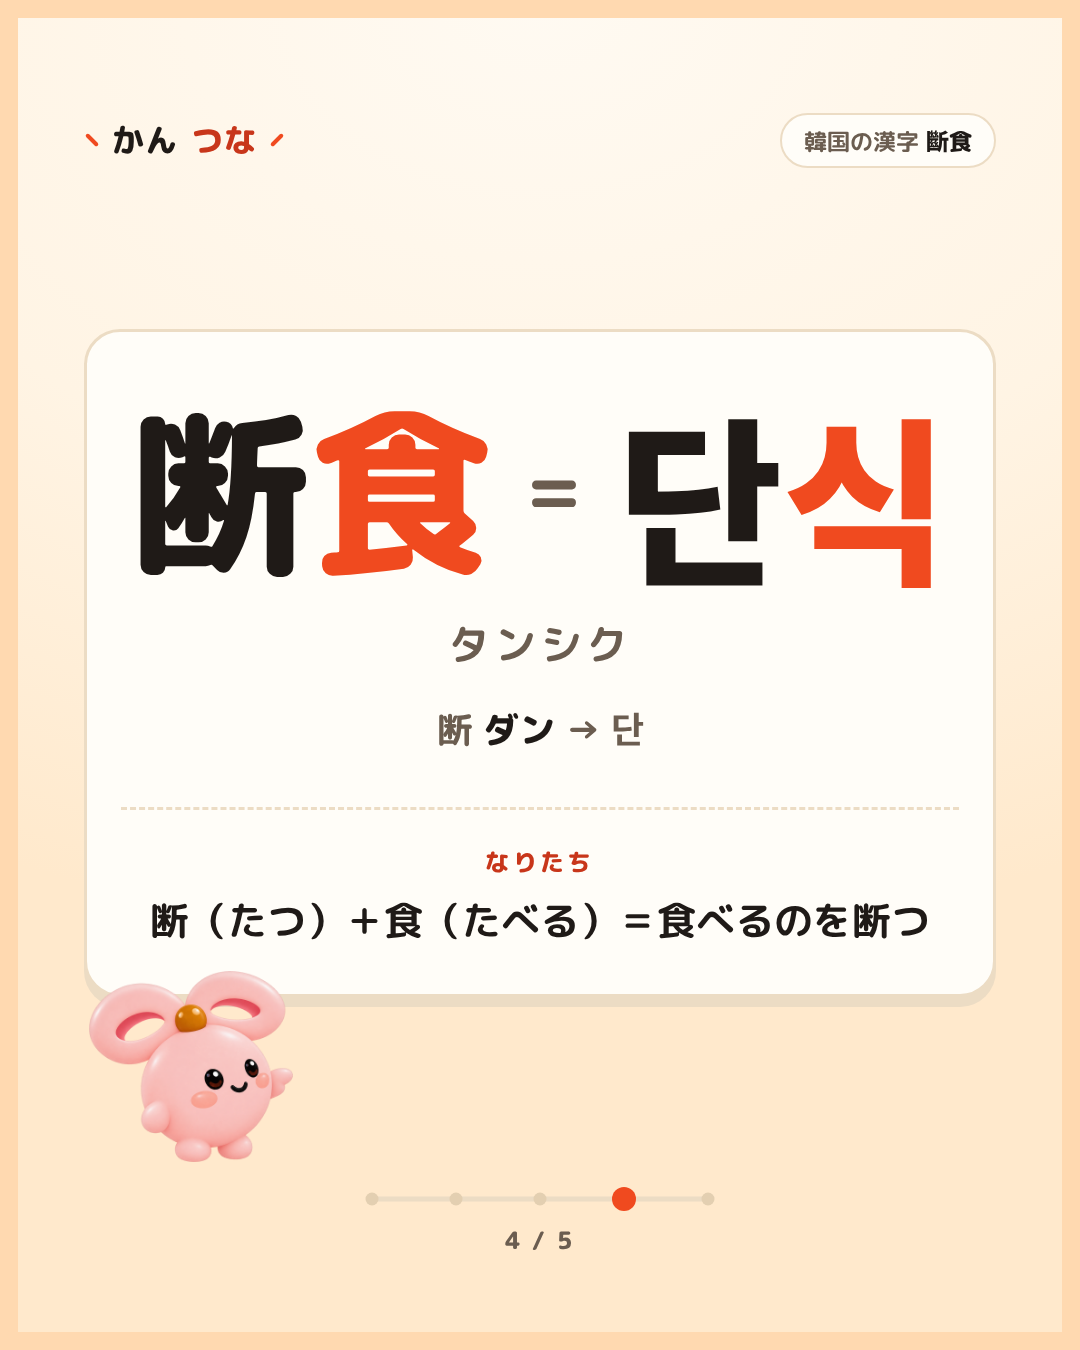 かん つな
韓国の漢字 斷食
断食 = 단식
タンシク
断 ダン → 단
なりたち
断（たつ）＋食（たべる）＝食べるのを断つ
4 / 5